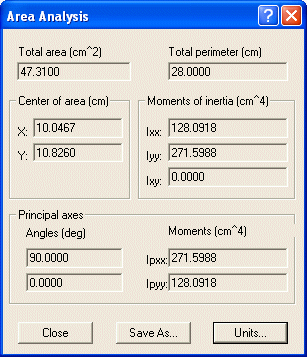 Area Analysis
Total area (cm^2) Total perimeter (cm)
47.3100 28.0000
Center of area (cm) Moments of inertia (cm^4)
X: 10.0467 Ixx: 128.0918
Y: 10.8260 Iyy: 271.5988
Ixy: 0.0000
Principal axes
Angles (deg) Moments (cm^4)
90.0000 Ipxx: 271.5988
0.0000 Ipyy: 128.0918
Close Save As... Units...